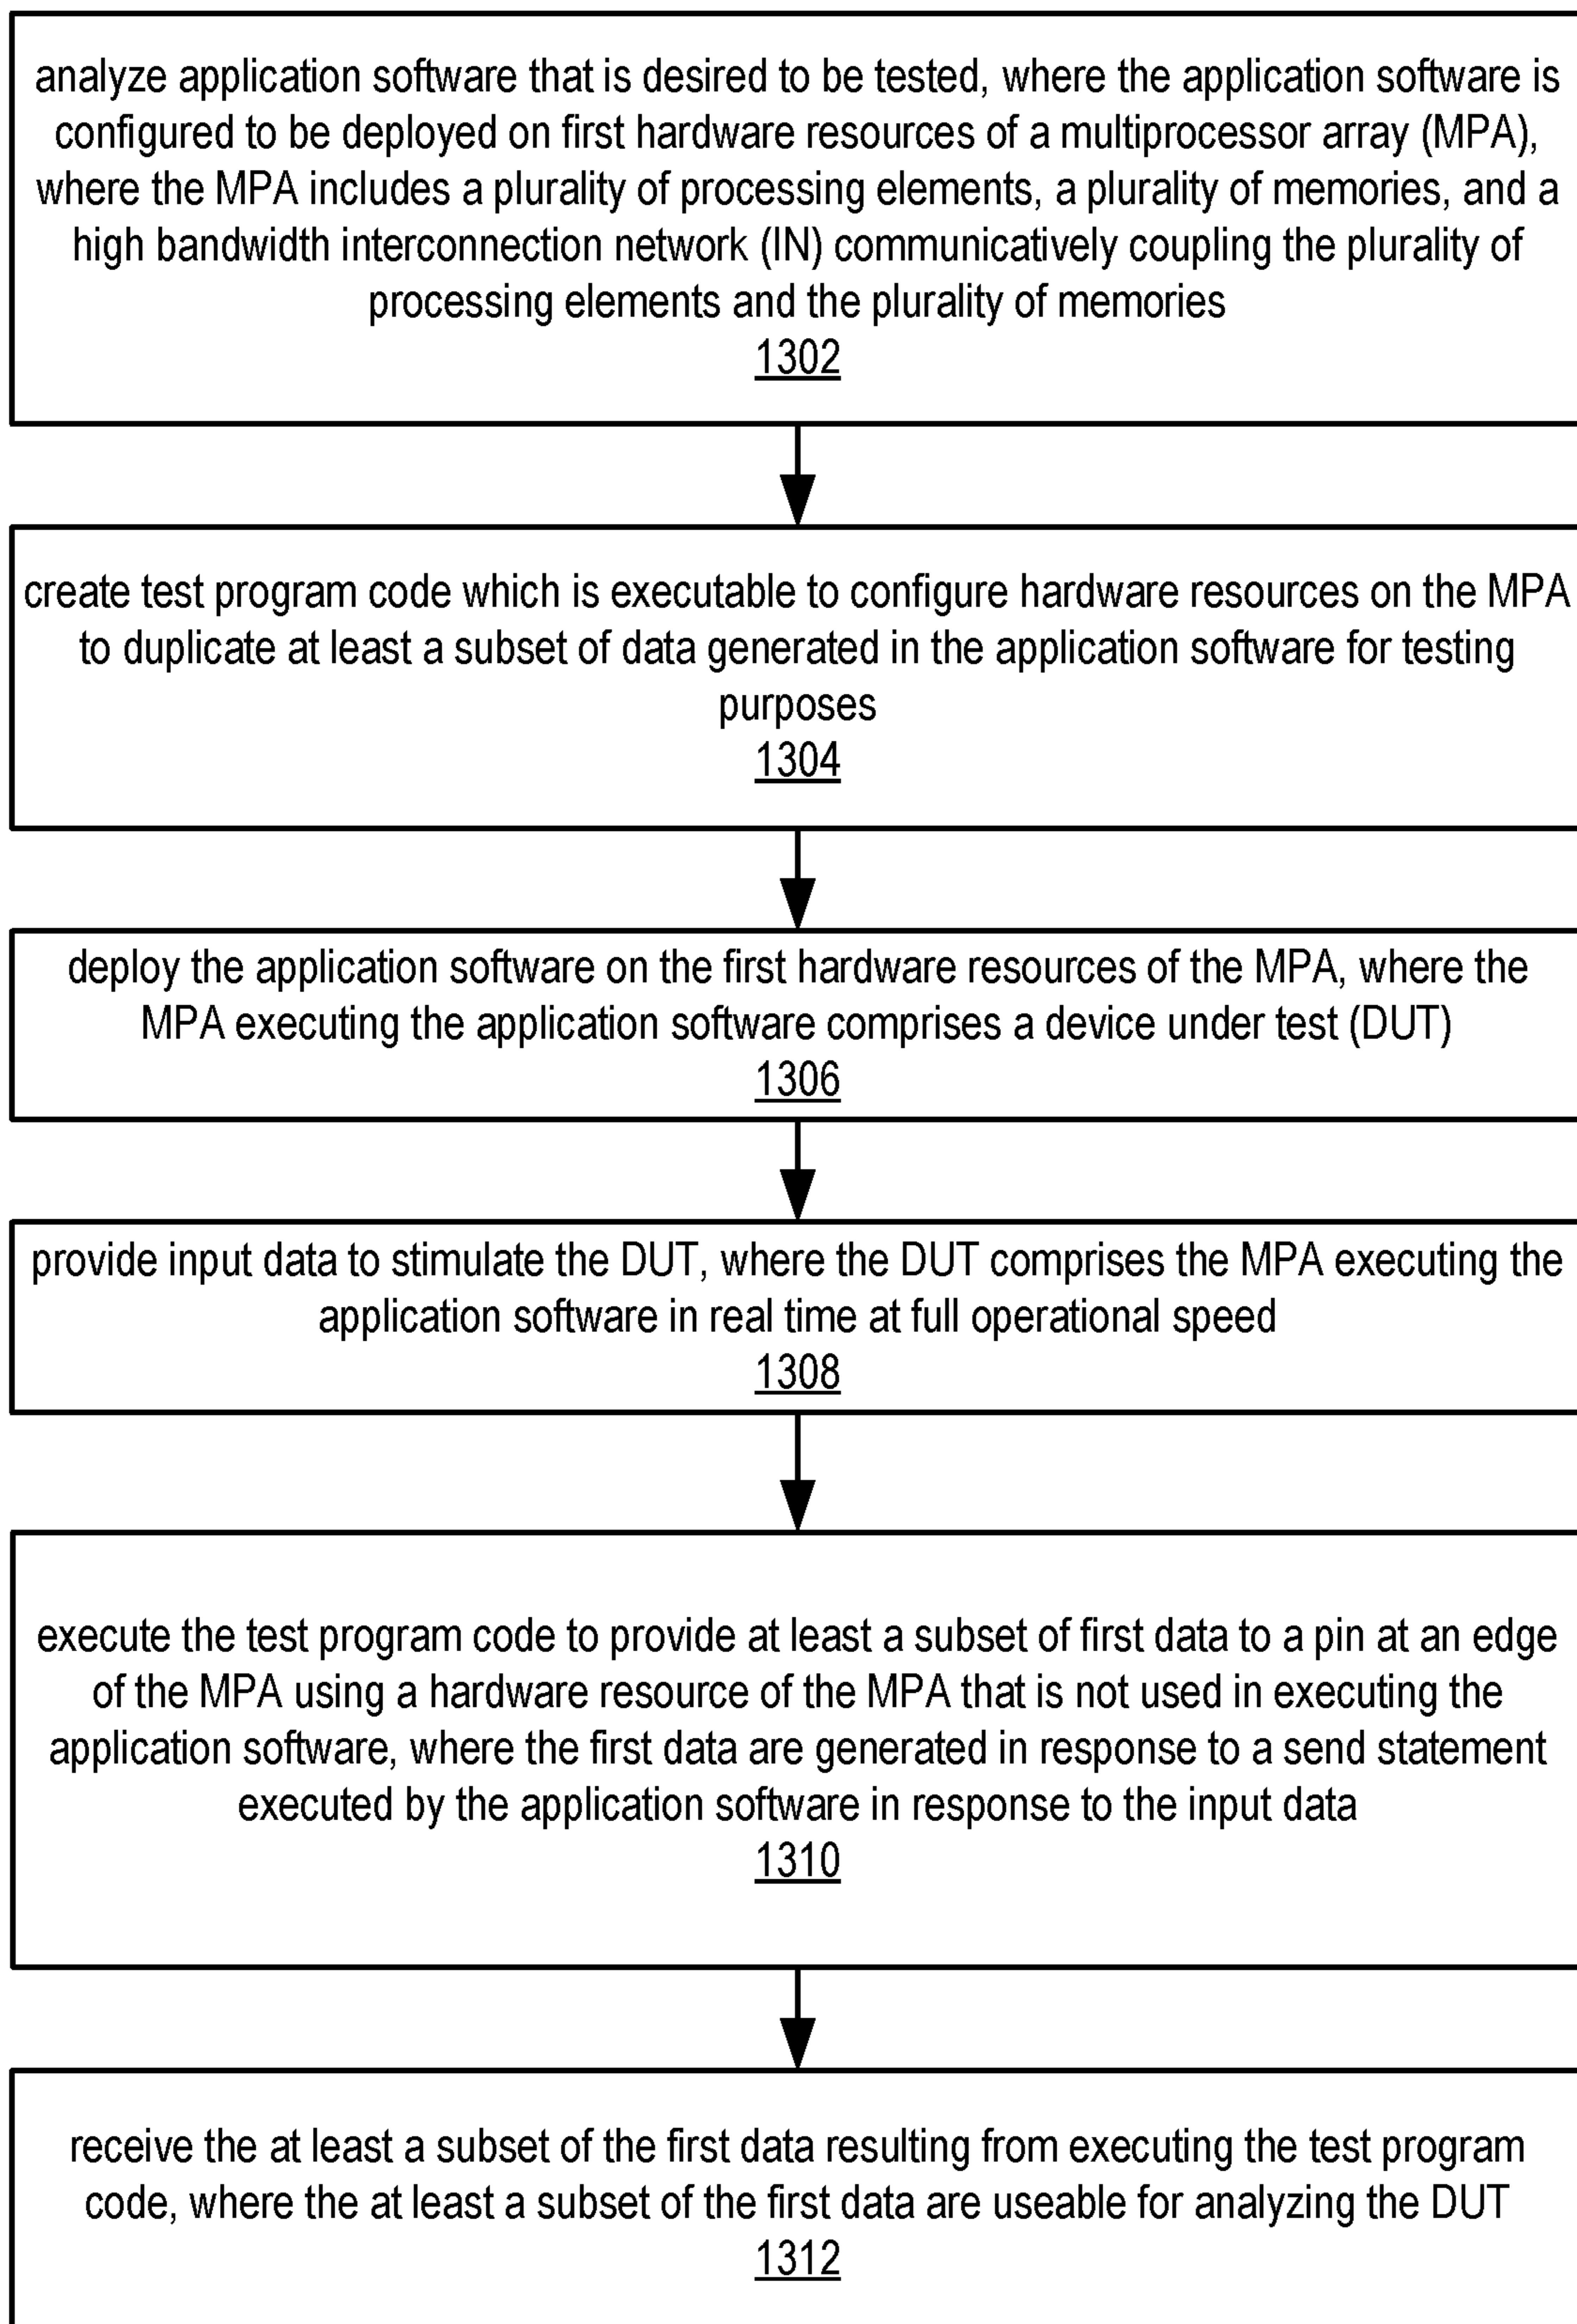 analyze application software that is desired to be tested, where the application software is
configured to be deployed on first hardware resources of a multiprocessor array (MPA),
where the MPA includes a plurality of processing elements, a plurality of memories, and a
high bandwidth interconnection network (IN) communicatively coupling the plurality of
processing elements and the plurality of memories
1302
create test program code which is executable to configure hardware resources on the MPA
to duplicate at least a subset of data generated in the application software for testing
purposes
1304
deploy the application software on the first hardware resources of the MPA, where the
MPA executing the application software comprises a device under test (DUT)
1306
provide input data to stimulate the DUT, where the DUT comprises the MPA executing the
application software in real time at full operational speed
1308
execute the test program code to provide at least a subset of first data to a pin at an edge
of the MPA using a hardware resource of the MPA that is not used in executing the
application software, where the first data are generated in response to a send statement
executed by the application software in response to the input data
1310
receive the at least a subset of the first data resulting from executing the test program
code, where the at least a subset of the first data are useable for analyzing the DUT
1312